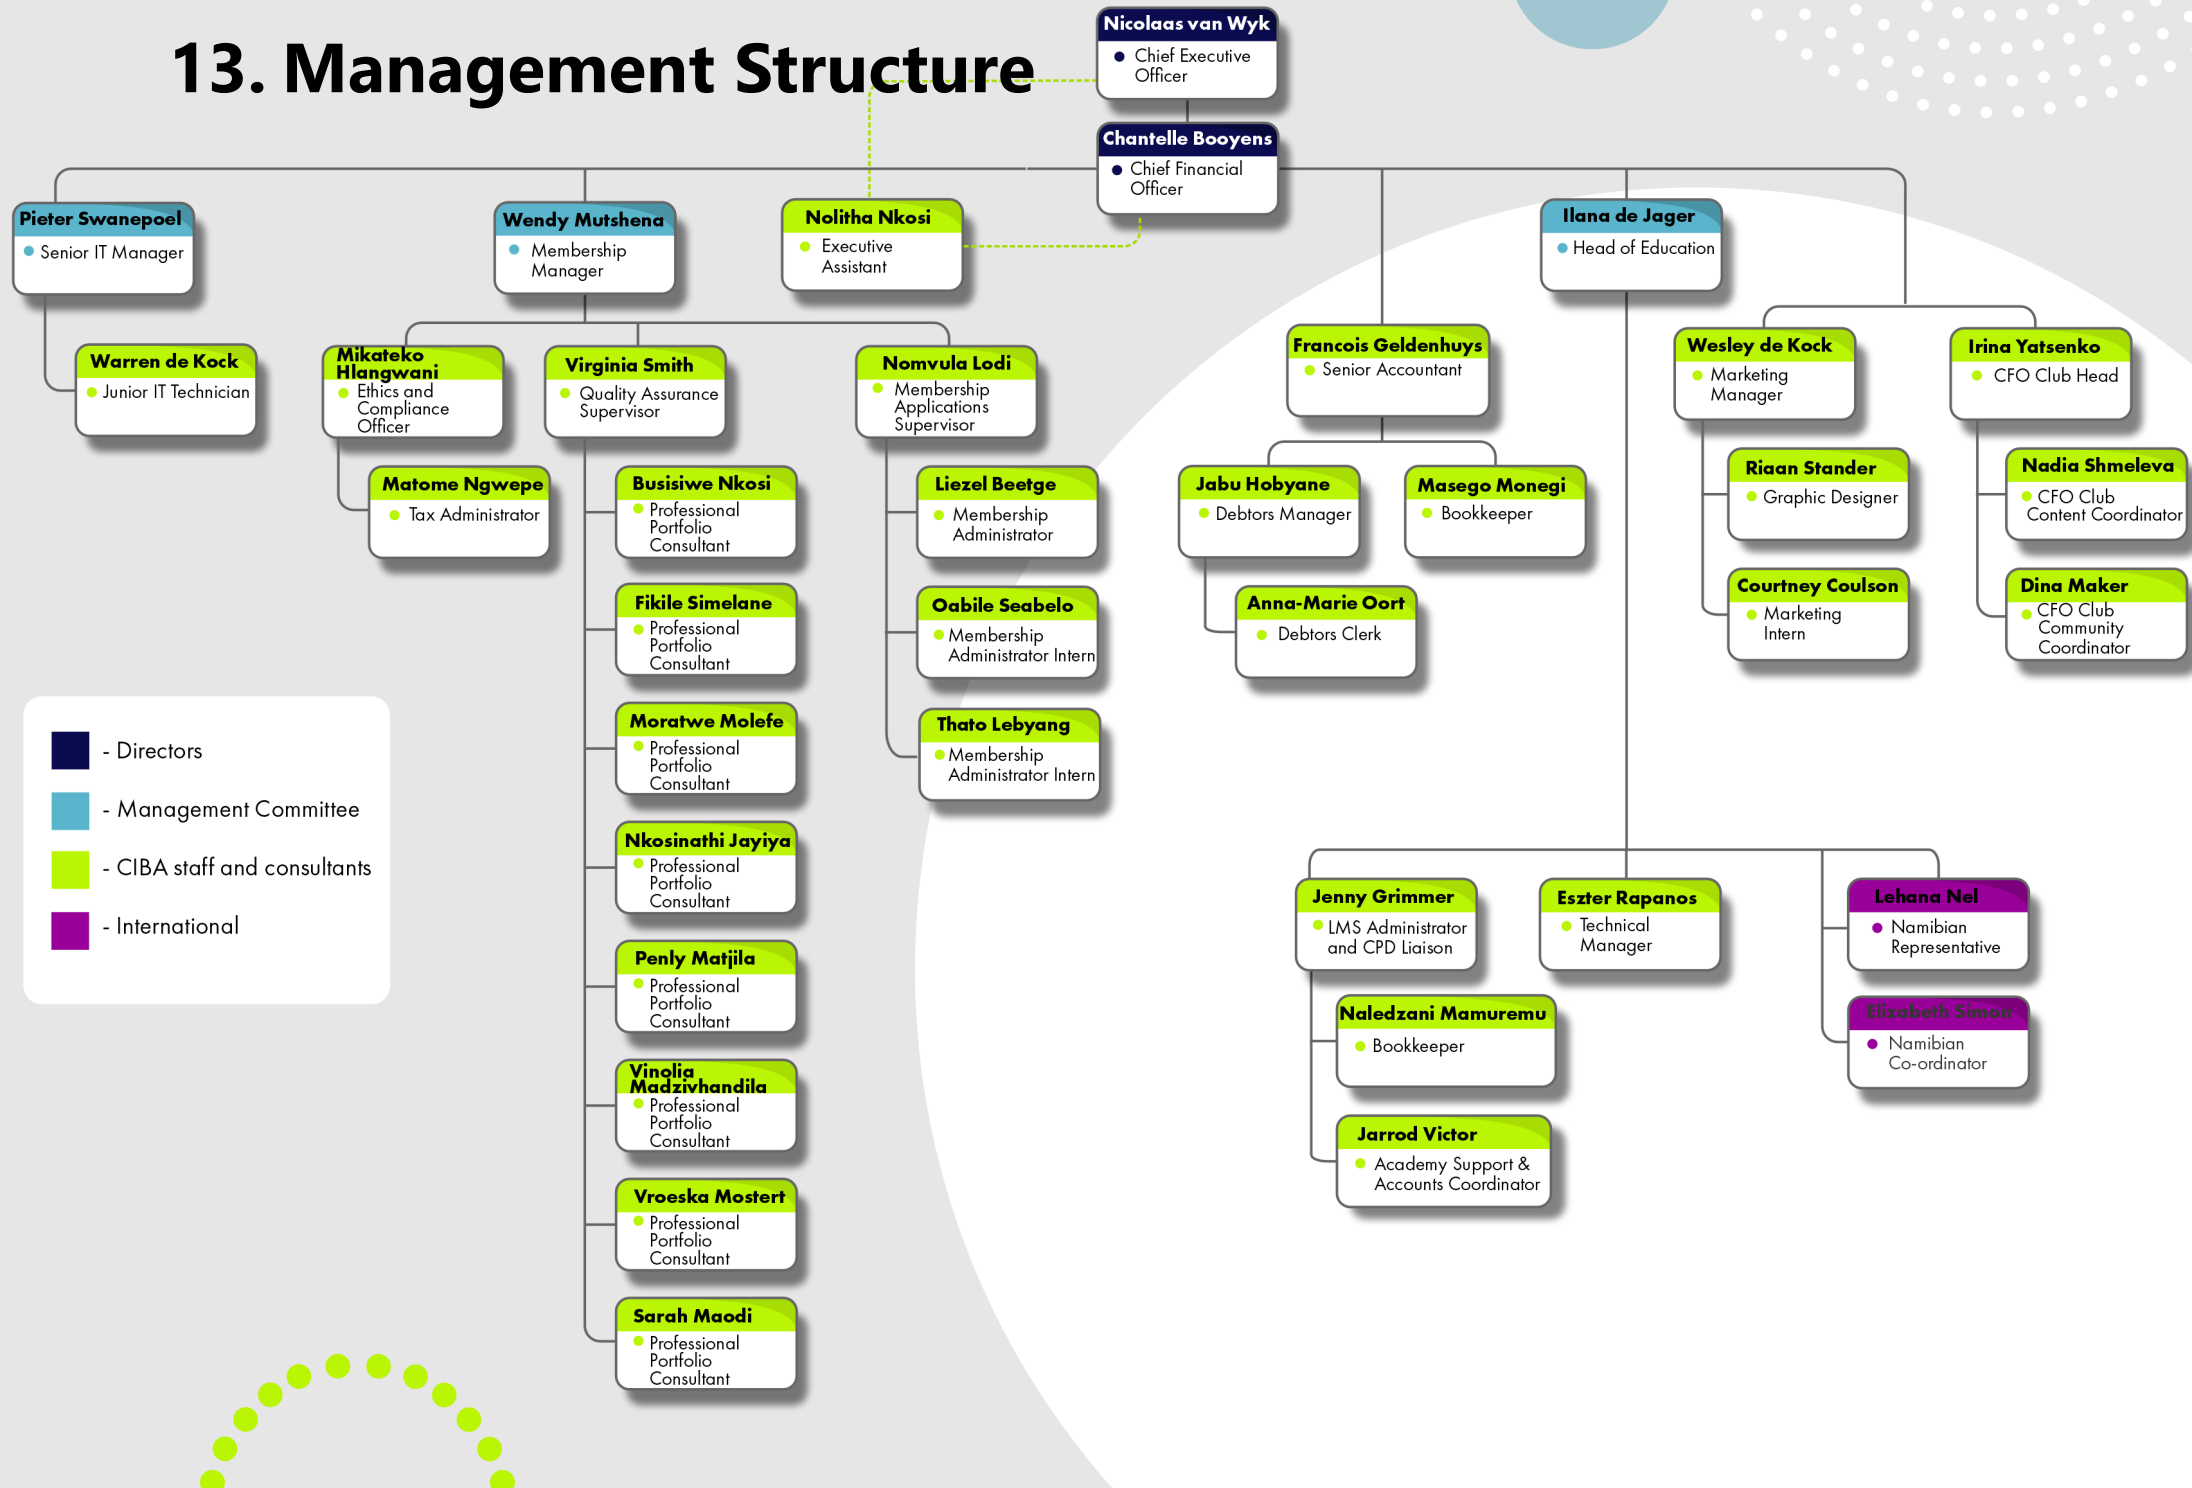 13. Management Structure
Nicolaas van Wyk
Chief Executive
Officer
Chantelle Booyens
Chief Financial
Officer
Pieter Swanepoel
Senior IT Manager
Wendy Mutshena
Membership
Manager
Nolitha Nkosi
Executive
Assistant
Ilana de Jager
Head of Education
Warren de Kock
Junior IT Technician
Mikateko
Hlangwani
Ethics and
Compliance
Officer
Virginia Smith
Quality Assurance
Supervisor
Nomvula Lodi
Membership
Applications
Supervisor
Francois Geldenhuys
Senior Accountant
Wesley de Kock
Marketing
Manager
Irina Yatsenko
CFO Club Head
Matome Ngwepe
Tax Administrator
Busisiwe Nkosi
Professional
Portfolio
Consultant
Liezel Beetge
Membership
Administrator
Jabu Hobyane
Debtors Manager
Masego Monegi
Bookkeeper
Riaan Stander
Graphic Designer
Nadia Shmeleva
CFO Club
Content Coordinator
Fikile Simelane
Professional
Portfolio
Consultant
Oabile Seabelo
Membership
Administrator Intern
Anna-Marie Oort
Debtors Clerk
Courtney Coulson
Marketing
Intern
Dina Maker
CFO Club
Community
Coordinator
Moratwe Molefe
Professional
Portfolio
Consultant
Thato Lebyang
Membership
Administrator Intern
- Directors
- Management Committee
- CIBA staff and consultants
- International
Nkosinathi Jayiya
Professional
Portfolio
Consultant
Jenny Grimmer
LMS Administrator
and CPD Liaison
Eszter Rapanos
Technical
Manager
Lehana Nel
Namibian
Representative
Penly Matjila
Professional
Portfolio
Consultant
Naledzani Mamuremu
Bookkeeper
Elizabeth Simon
Namibian
Co-ordinator
Vinolia
Madzivhandila
Professional
Portfolio
Consultant
Jarrod Victor
Academy Support &
Accounts Coordinator
Vroeska Mostert
Professional
Portfolio
Consultant
Sarah Maodi
Professional
Portfolio
Consultant